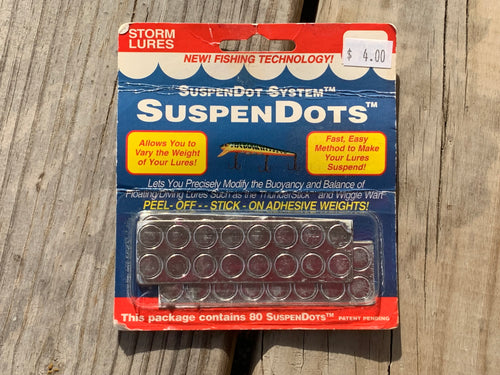 STORM
LURES
NEW! FISHING TECHNOLOGY!
$ 4.00
SUSPENDOT SYSTEM™
SUSPENDOTS™
Allows You to
Vary the Weight
of Your Lures!
Fast, Easy
Method to Make
Your Lures
Suspend!
Lets You Precisely Modify the Buoyancy and Balance of
Floating/Diving Lures Such as the ThunderStick® and Wiggle Wart®
PEEL- OFF - - STICK - ON ADHESIVE WEIGHTS!
This package contains 80 SUSPENDOTS™ PATENT PENDING